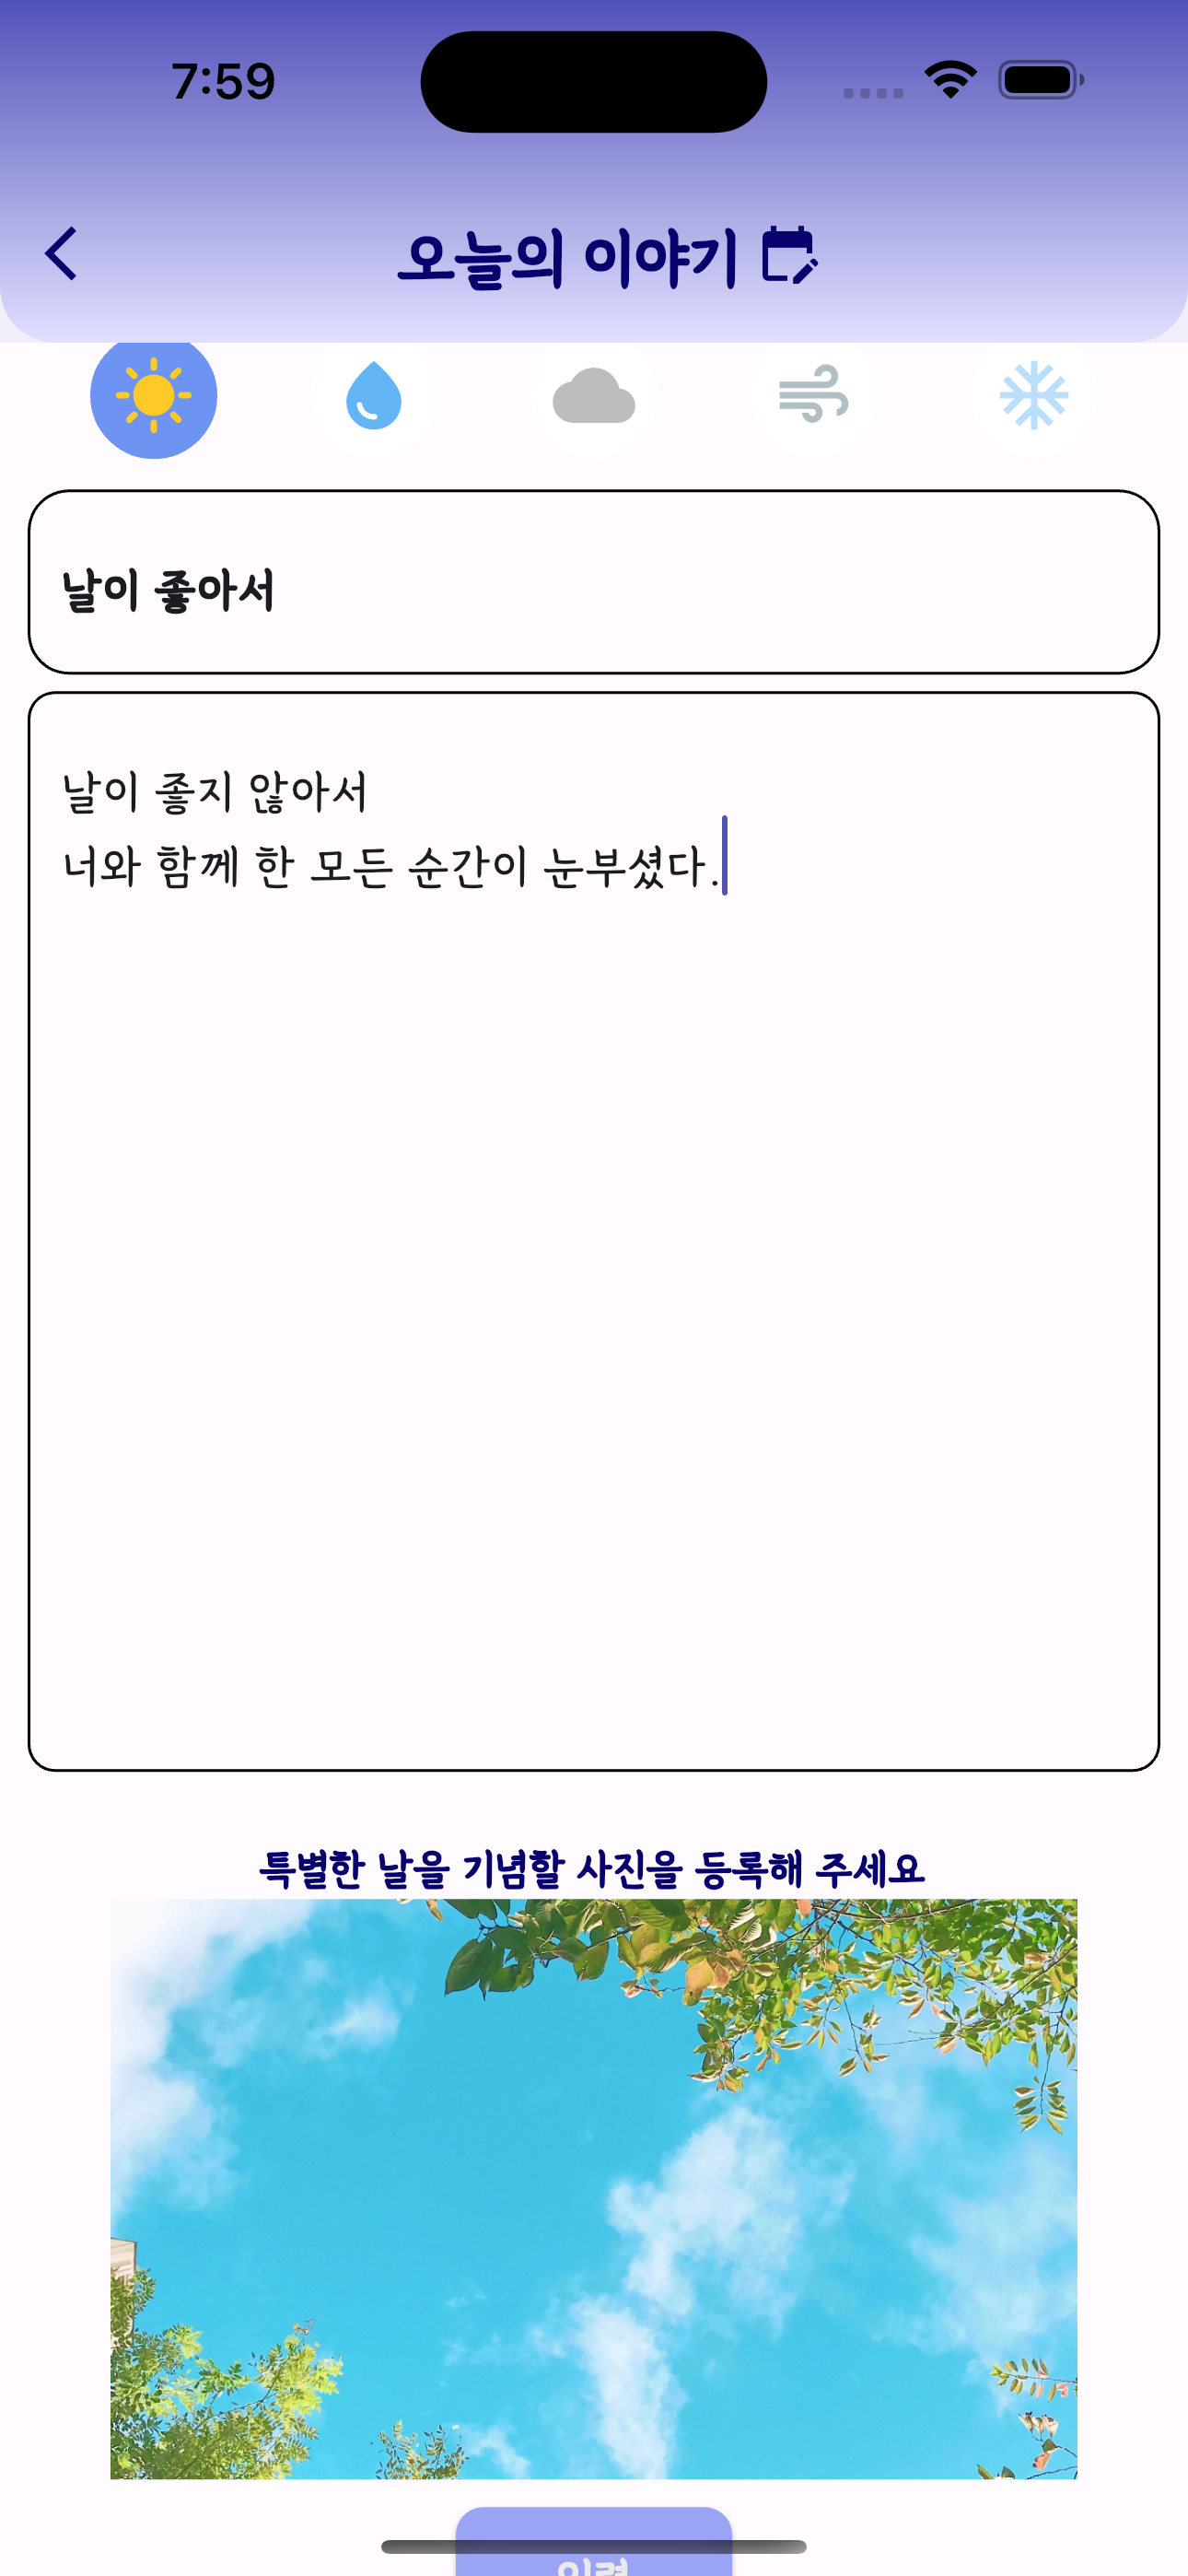 7:59
오늘의 이야기
날이 좋아서
날이 좋지 않아서
너와 함께 한 모든 순간이 눈부셨다.
특별한 날을 기념할 사진을 등록해 주세요